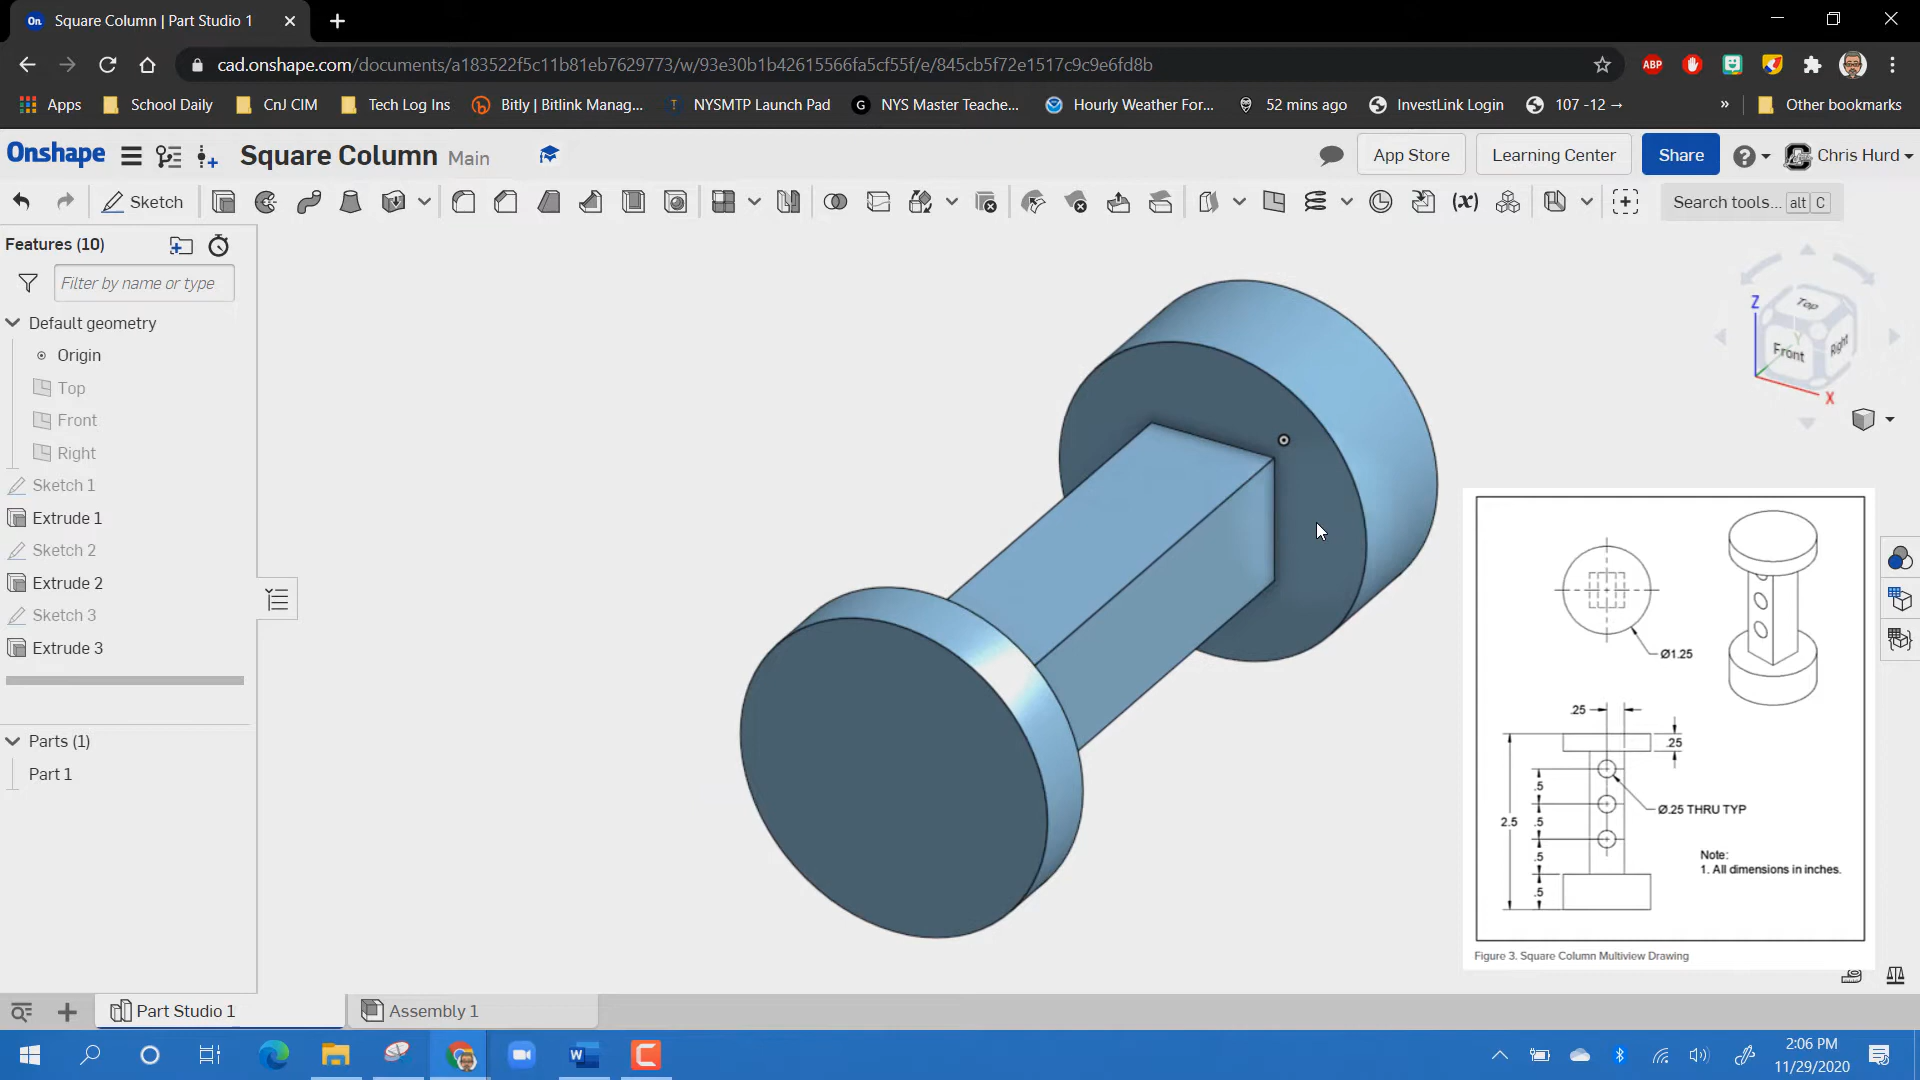 Square Column | Part Studio 1
cad.onshape.com/documents/a183522f5c11b81eb7629773/w/93e30b1b42615566fa5cf55f/e/845cb5f72e1517c9c9e6fd8b
ABP
Apps School Daily CnJ CIM Tech Log Ins Bitly | Bitlink Manag... NYSMTP Launch Pad NYS Master Teache... Hourly Weather For... 52 mins ago InvestLink Login 107 -12 → » Other bookmarks
Onshape Square Column Main App Store Learning Center Share Chris Hurd
Sketch Search tools... alt C
Features (10)
Filter by name or type
Default geometry
Origin
Top
Front
Right
Sketch 1
Extrude 1
Sketch 2
Extrude 2
Sketch 3
Extrude 3
Parts (1)
Part 1
Z
Top
Y
Front
Right
X
Ø1.25
.25
.25
.5
.5
.5
.5
2.5
Ø.25 THRU TYP
Note:
1. All dimensions in inches.
Figure 3. Square Column Multiview Drawing
Part Studio 1 Assembly 1
2:06 PM
11/29/2020